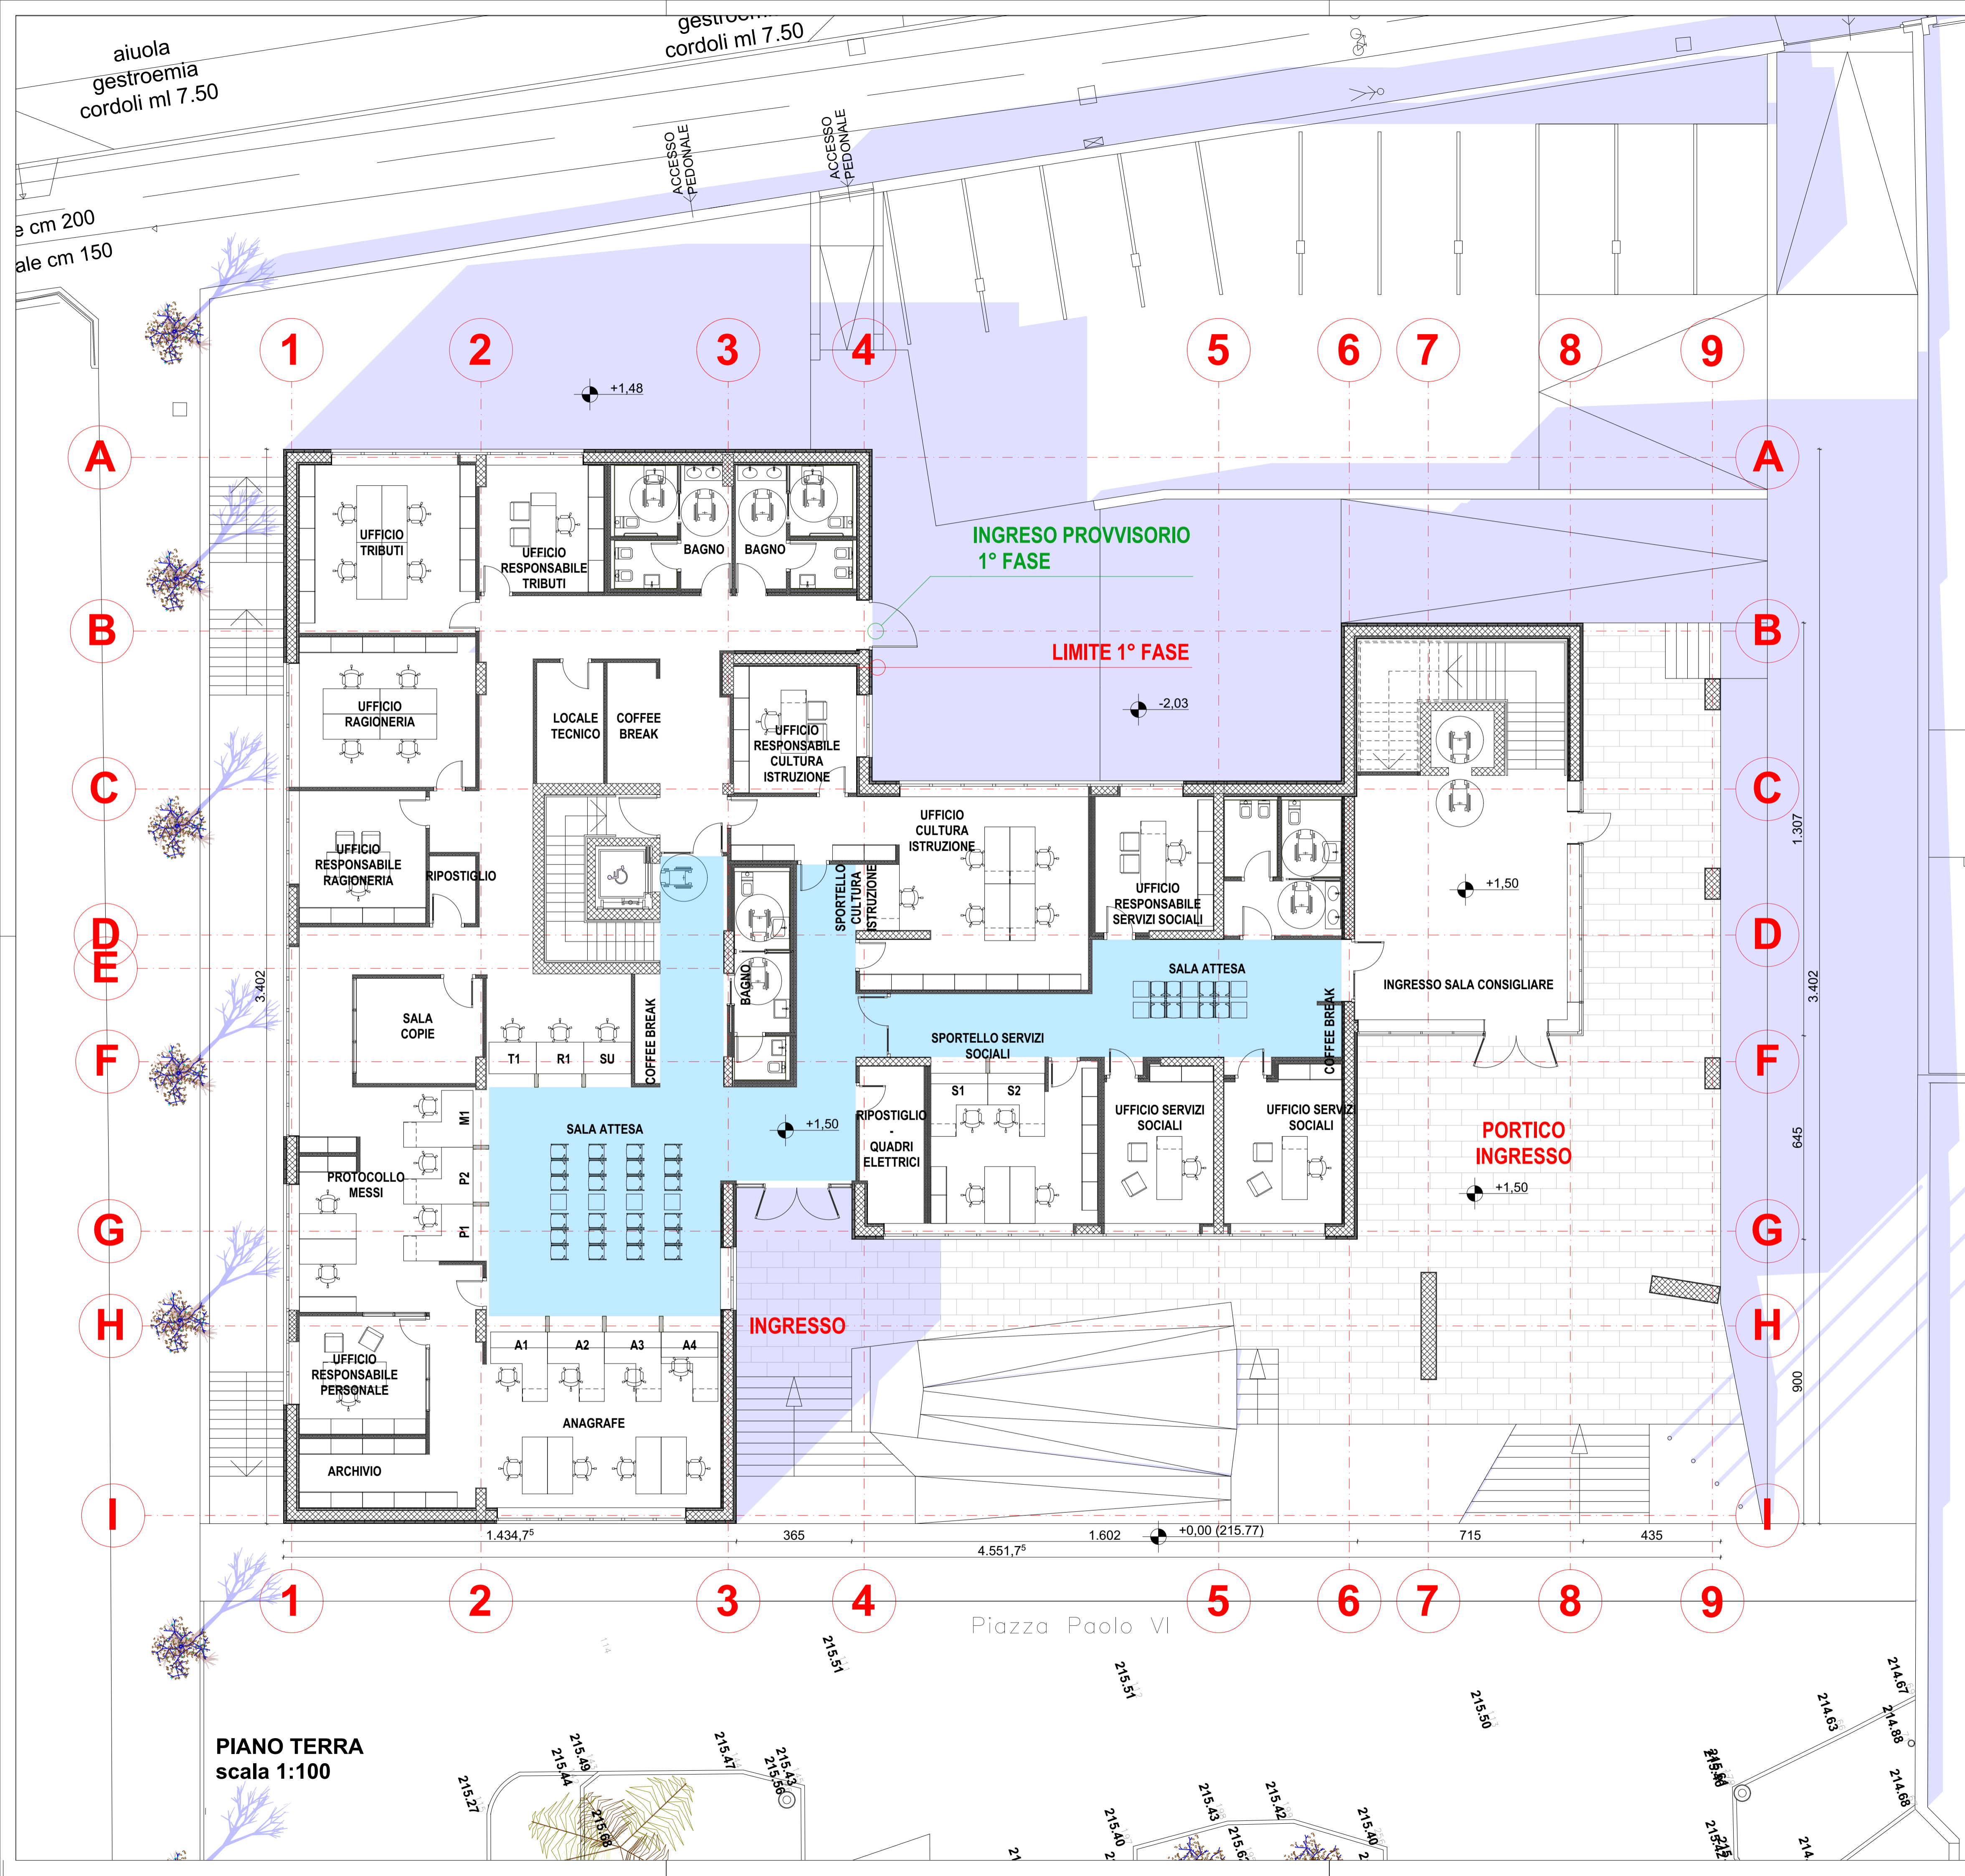 aiuola
gestroemia
cordoli ml 7.50
cordoli ml 7.50
e cm 200
ale cm 150
ACCESSO
PEDONALE
ACCESSO
PEDONALE
1
2
3
4
5
6
7
8
9
+1,48
A
A
UFFICIO
TRIBUTI
UFFICIO
RESPONSABILE
TRIBUTI
BAGNO
BAGNO
INGRESO PROVVISORIO
1° FASE
B
B
LIMITE 1° FASE
-2,03
UFFICIO
RAGIONERIA
LOCALE
TECNICO
COFFEE
BREAK
UFFICIO
RESPONSABILE
CULTURA
ISTRUZIONE
C
C
1.307
UFFICIO
RESPONSABILE
RAGIONERIA
RIPOSTIGLIO
SPORTELLO
CULTURA
ISTRUZIONE
UFFICIO
CULTURA
ISTRUZIONE
UFFICIO
RESPONSABILE
SERVIZI SOCIALI
+1,50
D
D
E
3.402
BAGNO
SALA ATTESA
INGRESSO SALA CONSIGLIARE
3.402
SALA
COPIE
T1
R1
SU
COFFEE BREAK
SPORTELLO SERVIZI
SOCIALI
COFFEE BREAK
F
F
S1
S2
M1
SALA ATTESA
+1,50
RIPOSTIGLIO
-
QUADRI
ELETTRICI
UFFICIO SERVIZI
SOCIALI
UFFICIO SERVIZI
SOCIALI
PORTICO
INGRESSO
645
+1,50
PROTOCOLLO
MESSI
P2
P1
G
G
H
H
INGRESSO
UFFICIO
RESPONSABILE
PERSONALE
A1
A2
A3
A4
900
ANAGRAFE
ARCHIVIO
I
I
1.434,7⁵
365
1.602
+0,00 (215.77)
715
435
4.551,7⁵
1
2
3
4
5
6
7
8
9
Piazza Paolo VI
114
215.51
215.51
215.50
214.67
214.63
214.88
PIANO TERRA
scala 1:100
215.27
215.44
215.49
215.47
215.43
215.56
215.68
215.40
215.43
215.42
215.40
214.68